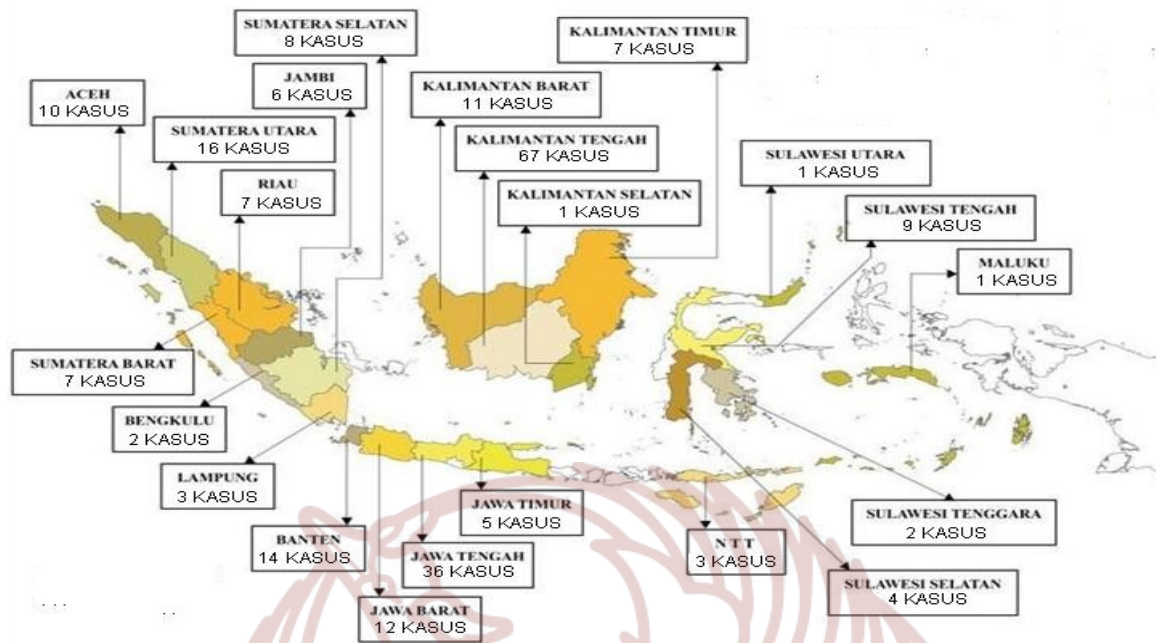 SUMATERA SELATAN
8 KASUS
KALIMANTAN TIMUR
7 KASUS
JAMBI
6 KASUS
KALIMANTAN BARAT
11 KASUS
ACEH
10 KASUS
SUMATERA UTARA
16 KASUS
KALIMANTAN TENGAH
67 KASUS
SULAWESI UTARA
1 KASUS
RIAU
7 KASUS
KALIMANTAN SELATAN
1 KASUS
SULAWESI TENGAH
9 KASUS
MALUKU
1 KASUS
SUMATERA BARAT
7 KASUS
BENGKULU
2 KASUS
LAMPUNG
3 KASUS
JAWA TIMUR
5 KASUS
SULAWESI TENGGARA
2 KASUS
BANTEN
14 KASUS
JAWA TENGAH
36 KASUS
N T T
3 KASUS
SULAWESI SELATAN
4 KASUS
JAWA BARAT
12 KASUS